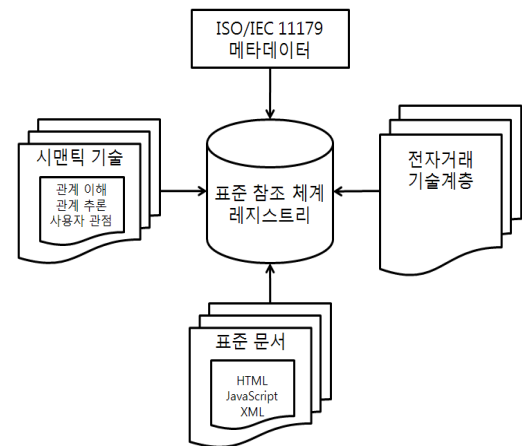 ISO/IEC 11179
메타데이터
시맨틱 기술
관계 이해
관계 추론
사용자 관점
표준 참조 체계
레지스트리
전자거래
기술계층
표준 문서
HTML
JavaScript
XML